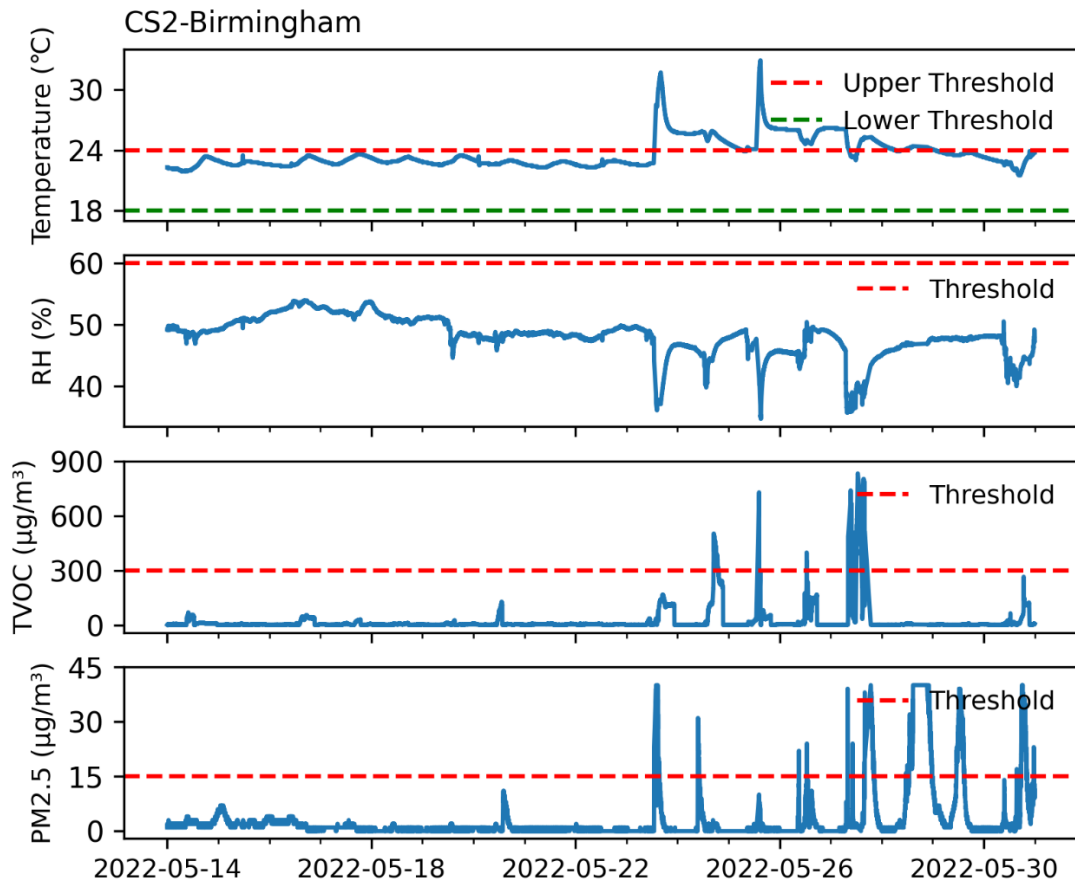 CS2-Birmingham
Temperature (℃)
30
24
18
Upper Threshold
Lower Threshold
RH (%)
60
50
40
Threshold
TVOC (μg/m³)
900
600
300
0
Threshold
PM2.5 (μg/m³)
45
30
15
0
Threshold
2022-05-14 2022-05-18 2022-05-22 2022-05-26 2022-05-30